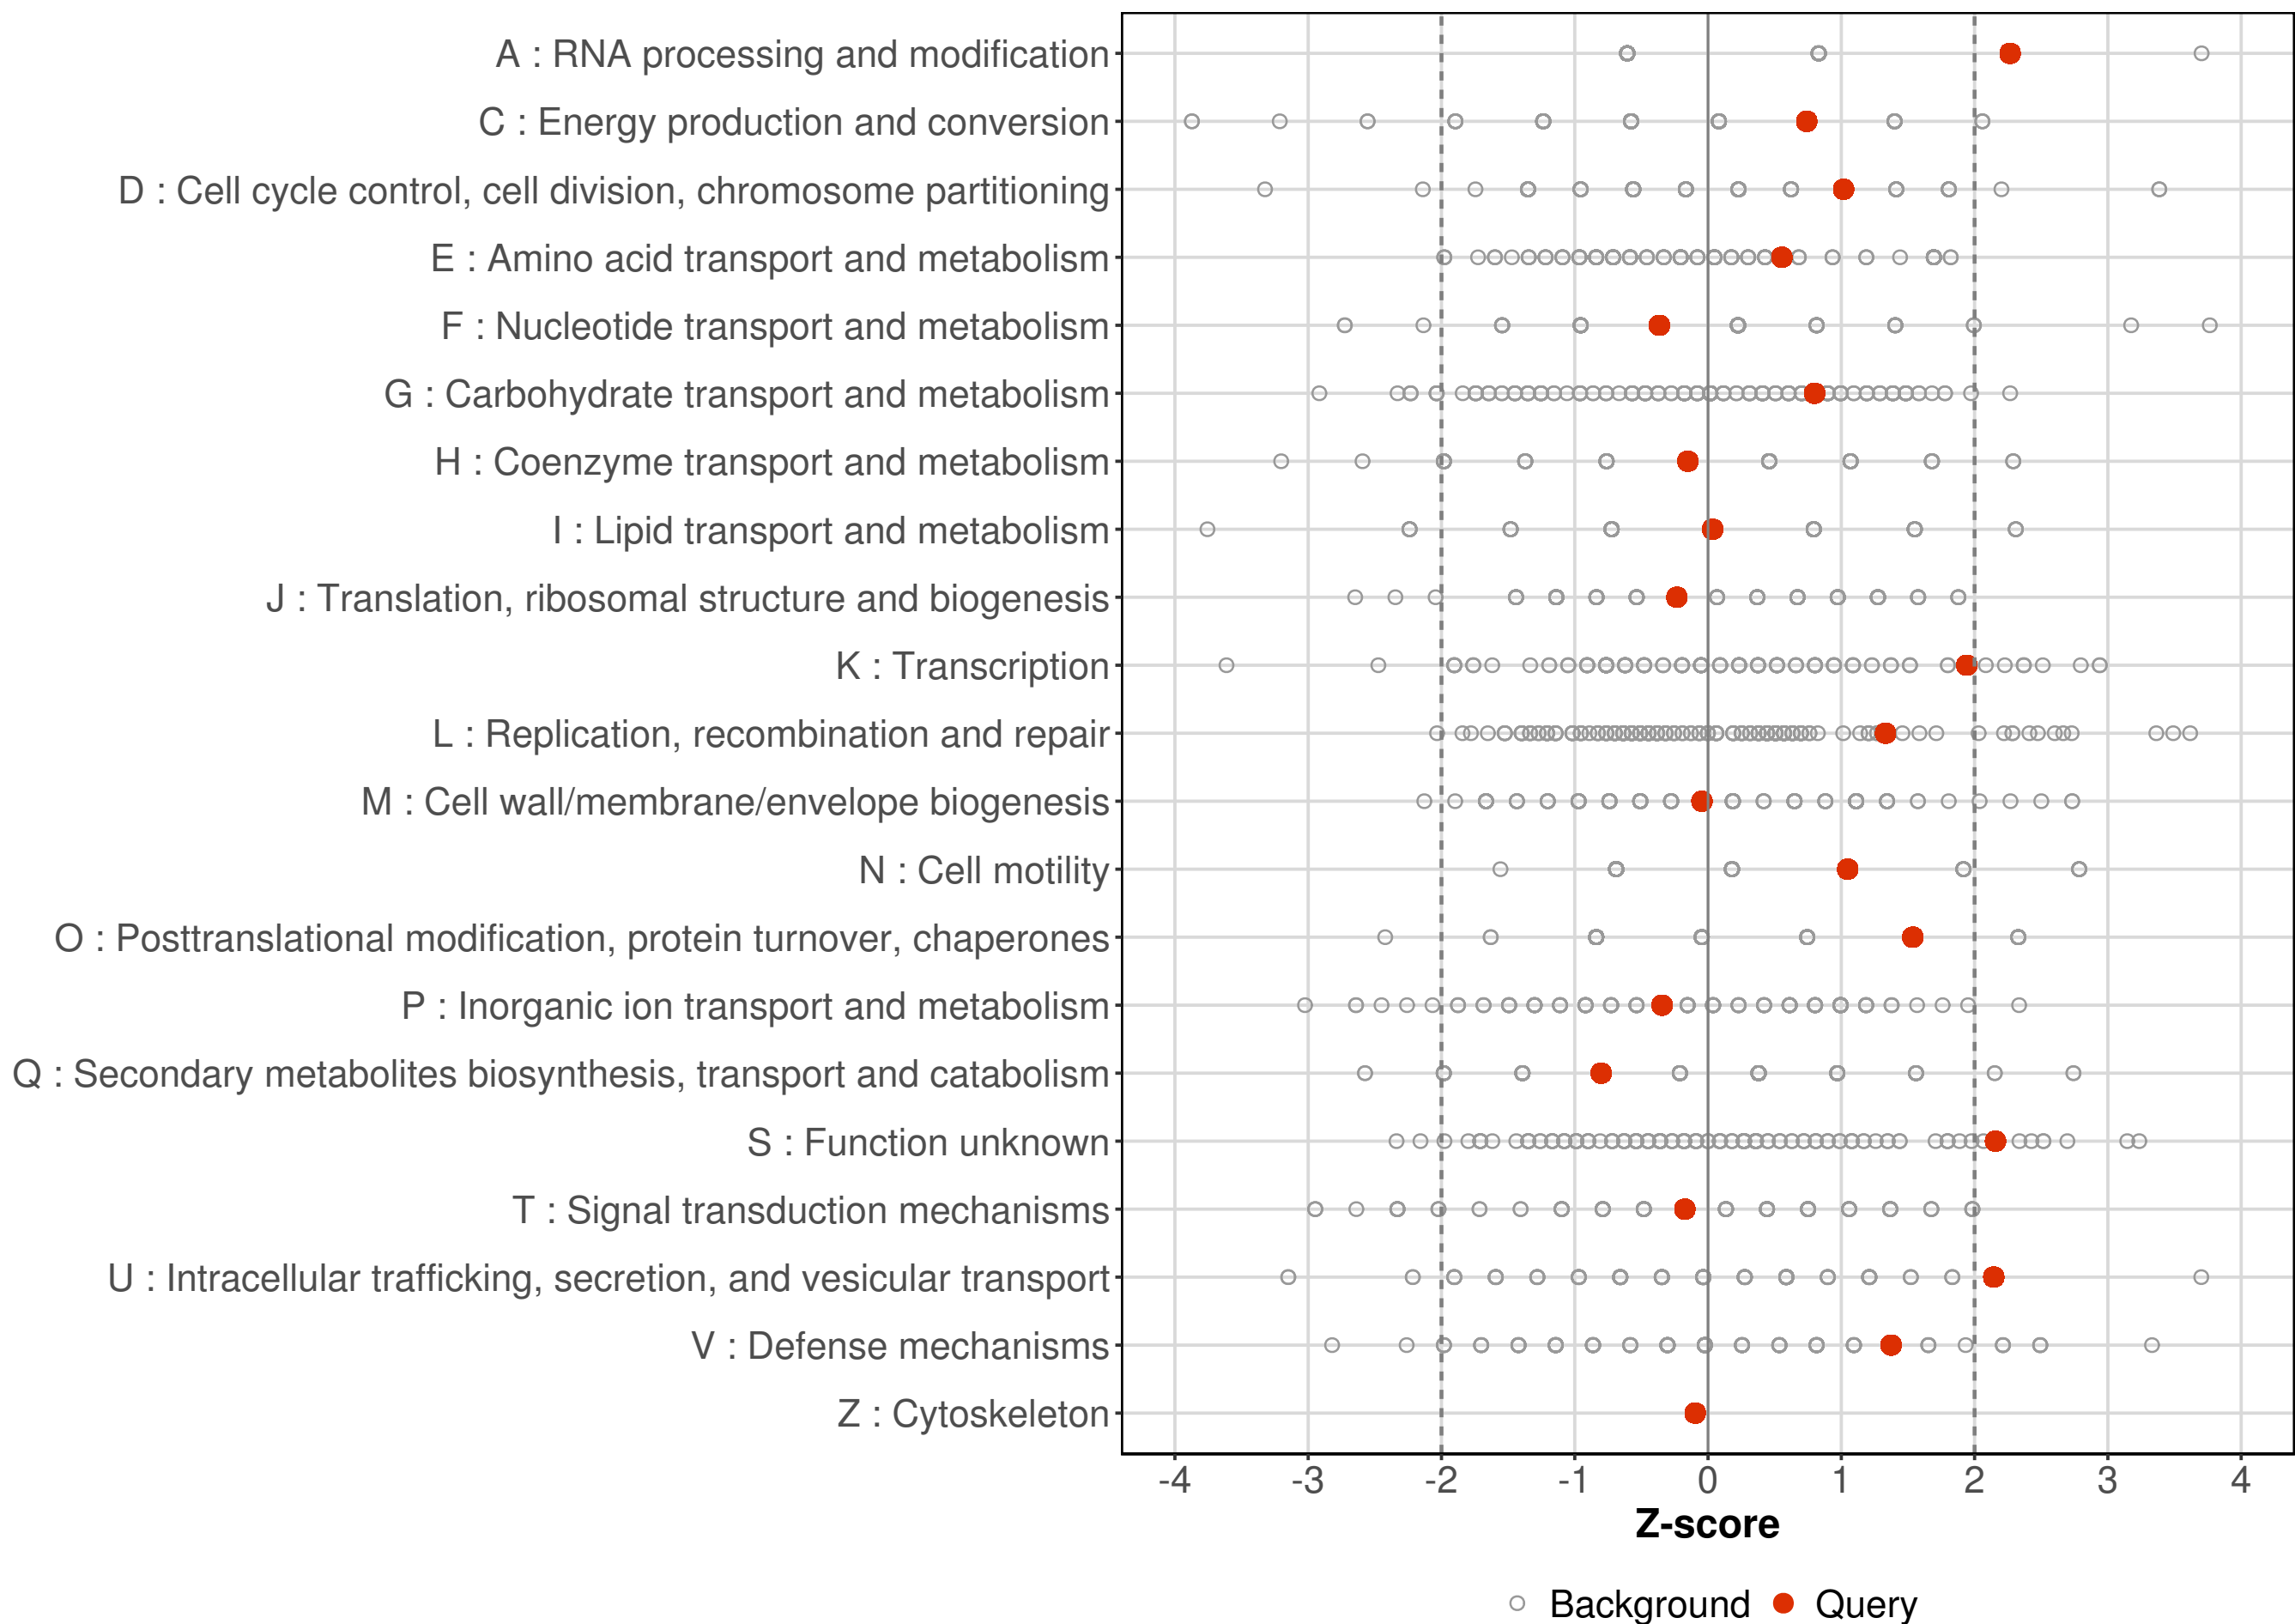 A : RNA processing and modification
C : Energy production and conversion
D : Cell cycle control, cell division, chromosome partitioning
E : Amino acid transport and metabolism
F : Nucleotide transport and metabolism
G : Carbohydrate transport and metabolism
H : Coenzyme transport and metabolism
I : Lipid transport and metabolism
J : Translation, ribosomal structure and biogenesis
K : Transcription
L : Replication, recombination and repair
M : Cell wall/membrane/envelope biogenesis
N : Cell motility
O : Posttranslational modification, protein turnover, chaperones
P : Inorganic ion transport and metabolism
Q : Secondary metabolites biosynthesis, transport and catabolism
S : Function unknown
T : Signal transduction mechanisms
U : Intracellular trafficking, secretion, and vesicular transport
V : Defense mechanisms
Z : Cytoskeleton
-4 -3 -2 -1 0 1 2 3 4
Z-score
Background Query